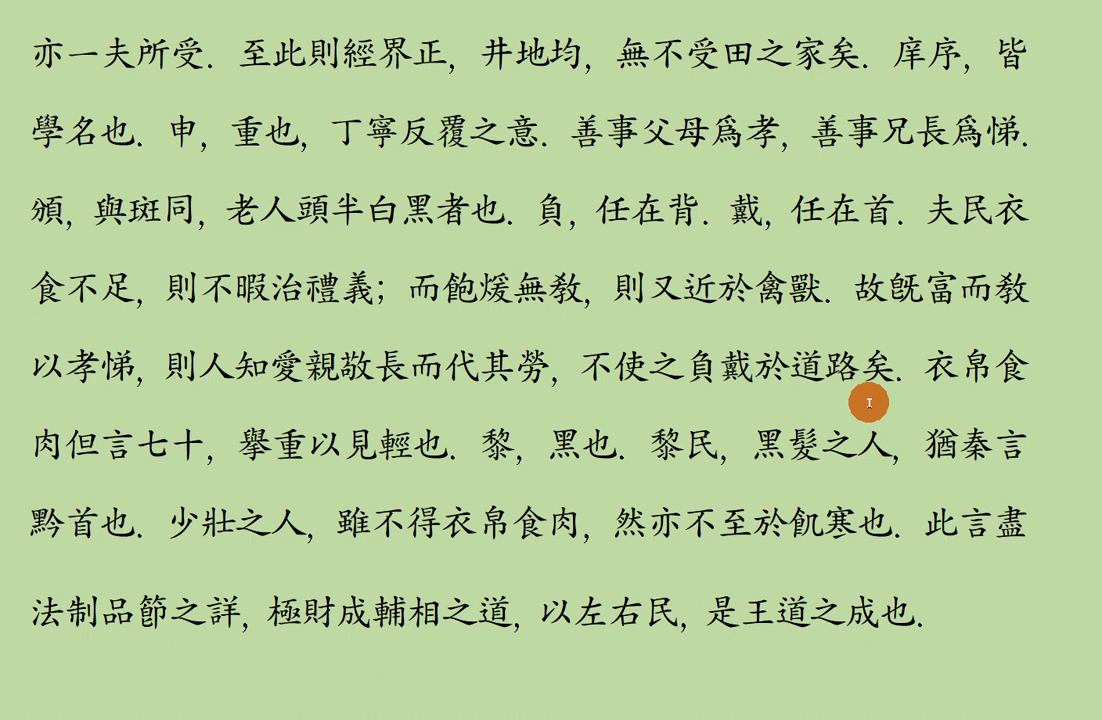 亦一夫所受. 至此則經界正, 井地均, 無不受田之家矣. 庠序, 皆
學名也. 申, 重也, 丁寧反覆之意. 善事父母爲孝, 善事兄長爲悌.
頒, 與斑同, 老人頭半白黑者也. 負, 任在背. 戴, 任在首. 夫民衣
食不足, 則不暇治禮義; 而飽煖無敎, 則又近於禽獸. 故旣富而敎
以孝悌, 則人知愛親敬長而代其勞, 不使之負戴於道路矣. 衣帛食
肉但言七十, 擧重以見輕也. 黎, 黑也. 黎民, 黑髮之人, 猶秦言
黔首也. 少壯之人, 雖不得衣帛食肉, 然亦不至於飢寒也. 此言盡
法制品節之詳, 極財成輔相之道, 以左右民, 是王道之成也.